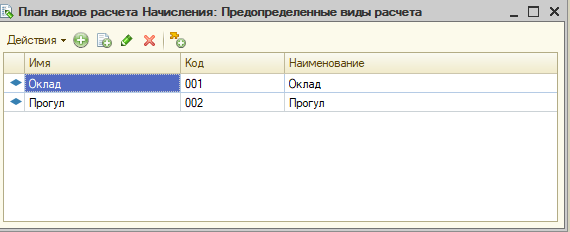 План видов расчета Начисления: Предопределенные виды расчета
Действия
Имя Код Наименование
Оклад 001 Оклад
Прогул 002 Прогул